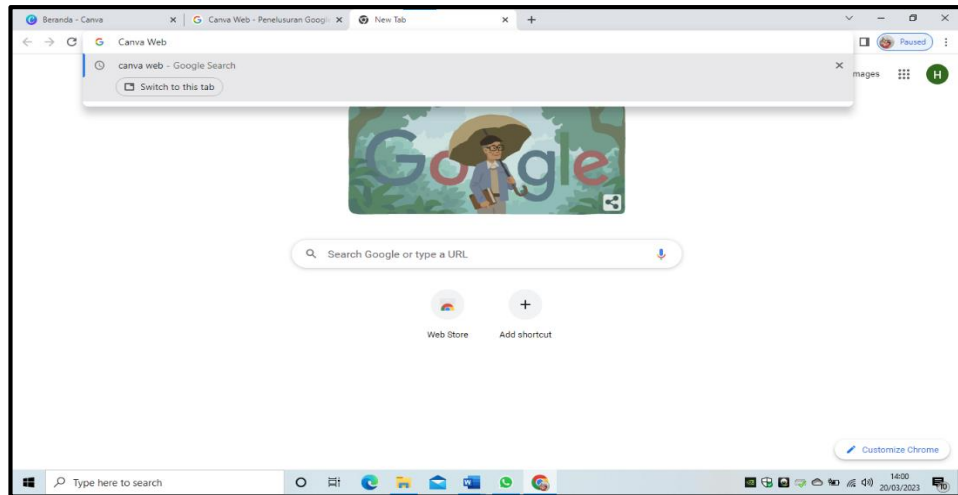 Beranda - Canva
Canva Web - Penelusuran Googl
New Tab
Canva Web
Paused
canva web - Google Search
Switch to this tab
mages
H
Google
Search Google or type a URL
Web Store
Add shortcut
Customize Chrome
Type here to search
14:00
20/03/2023
10